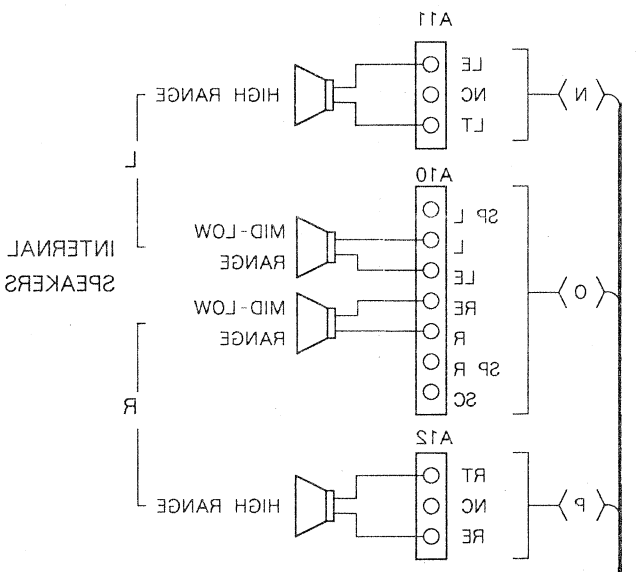 A11
LE
NC
LT
N
HIGH RANGE
L
A10
SP L
L
LE
RE
R
SP R
SC
O
MID-LOW
RANGE
MID-LOW
RANGE
INTERNAL
SPEAKERS
R
A12
RT
NC
RE
P
HIGH RANGE